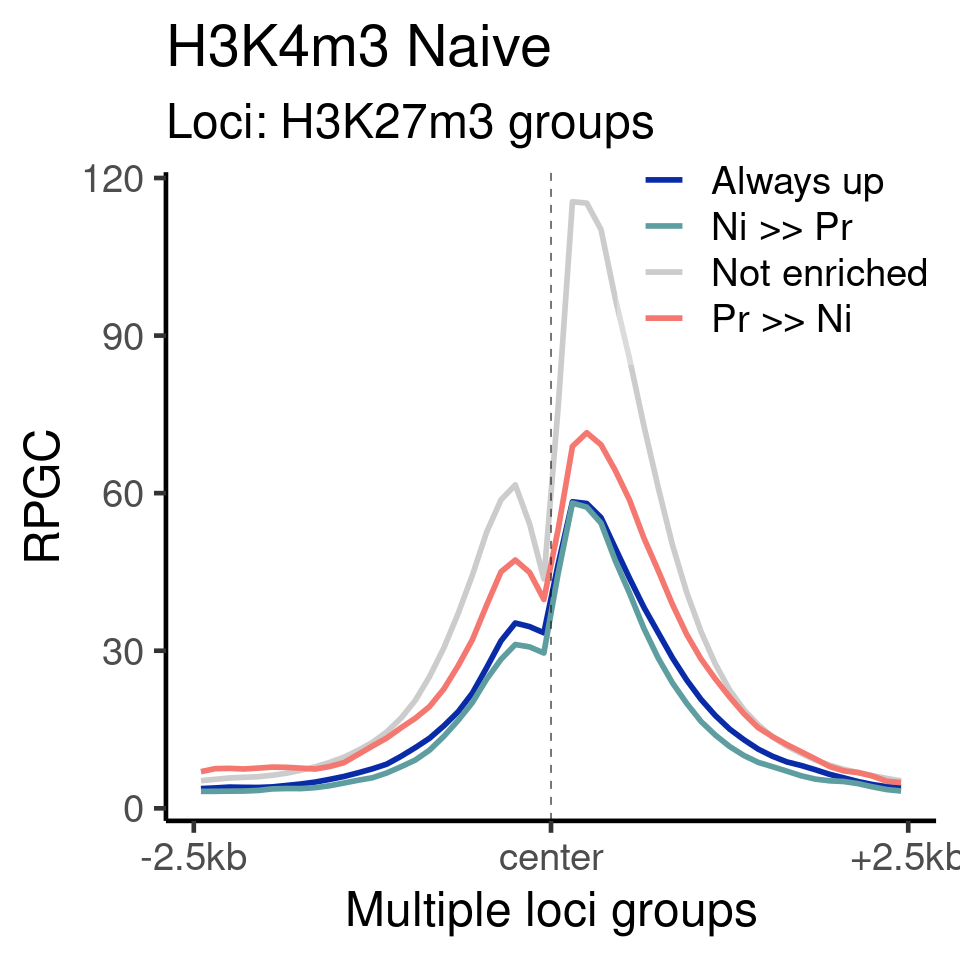 H3K4m3 Naive
Loci: H3K27m3 groups
120
90
60
30
0
RPGC
Always up
Ni >> Pr
Not enriched
Pr >> Ni
-2.5kb
center
+2.5kb
Multiple loci groups